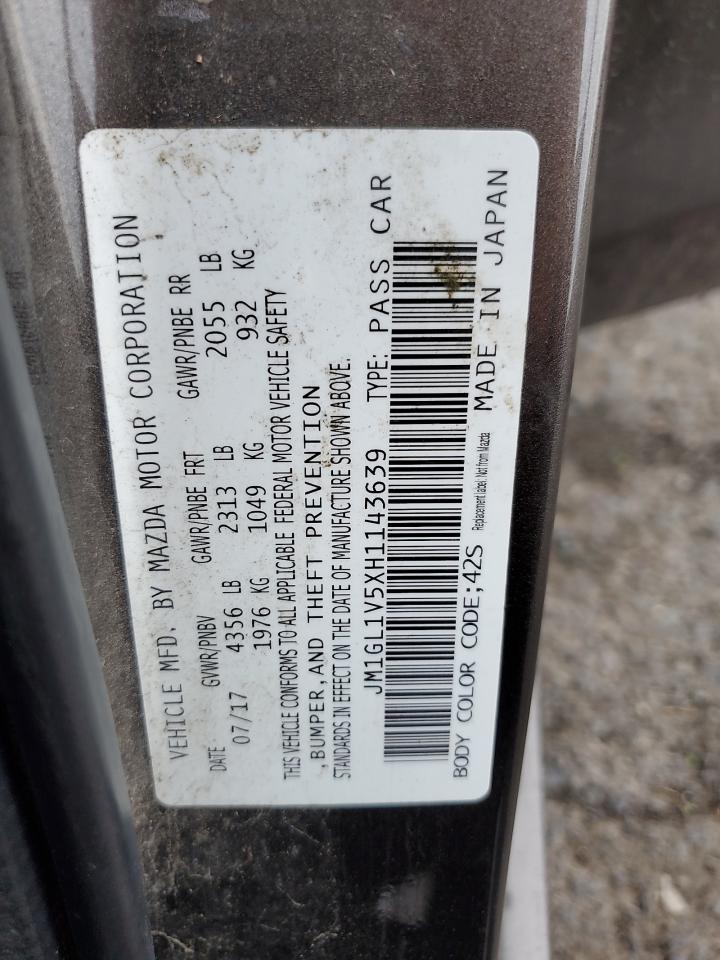 VEHICLE MFD. BY MAZDA MOTOR CORPORATION
DATE GVWR/PNBV GAWR/PNBE FRT GAWR/PNBE RR
07/17 4356 LB 2313 LB 2055 LB
1976 KG 1049 KG 932 KG
THIS VEHICLE CONFORMS TO ALL APPLICABLE FEDERAL MOTOR VEHICLE SAFETY
,BUMPER,AND THEFT PREVENTION
STANDARDS IN EFFECT ON THE DATE OF MANUFACTURE SHOWN ABOVE.
JM1GL1V5XH1143639 TYPE: PASS CAR
BODY COLOR CODE;42S Replacement label: Not from Mazda MADE IN JAPAN